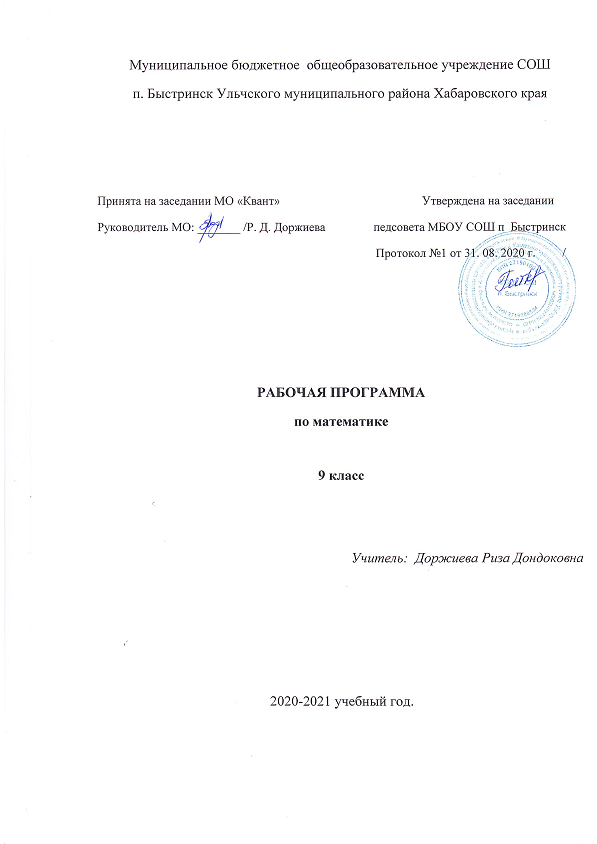 Муниципальное бюджетное общеобразовательное учреждение СОШ
п. Быстринск Ульчского муниципального района Хабаровского края
Принята на заседании МО «Квант»
Утверждена на заседании
Руководитель МО: _______ /Р. Д. Доржиева
педсовета МБОУ СОШ п Быстринск
Протокол №1 от 31. 08. 2020 г. /
п. Быстринск
РАБОЧАЯ ПРОГРАММА
по математике
9 класс
Учитель: Доржиева Риза Дондоковна
2020-2021 учебный год.